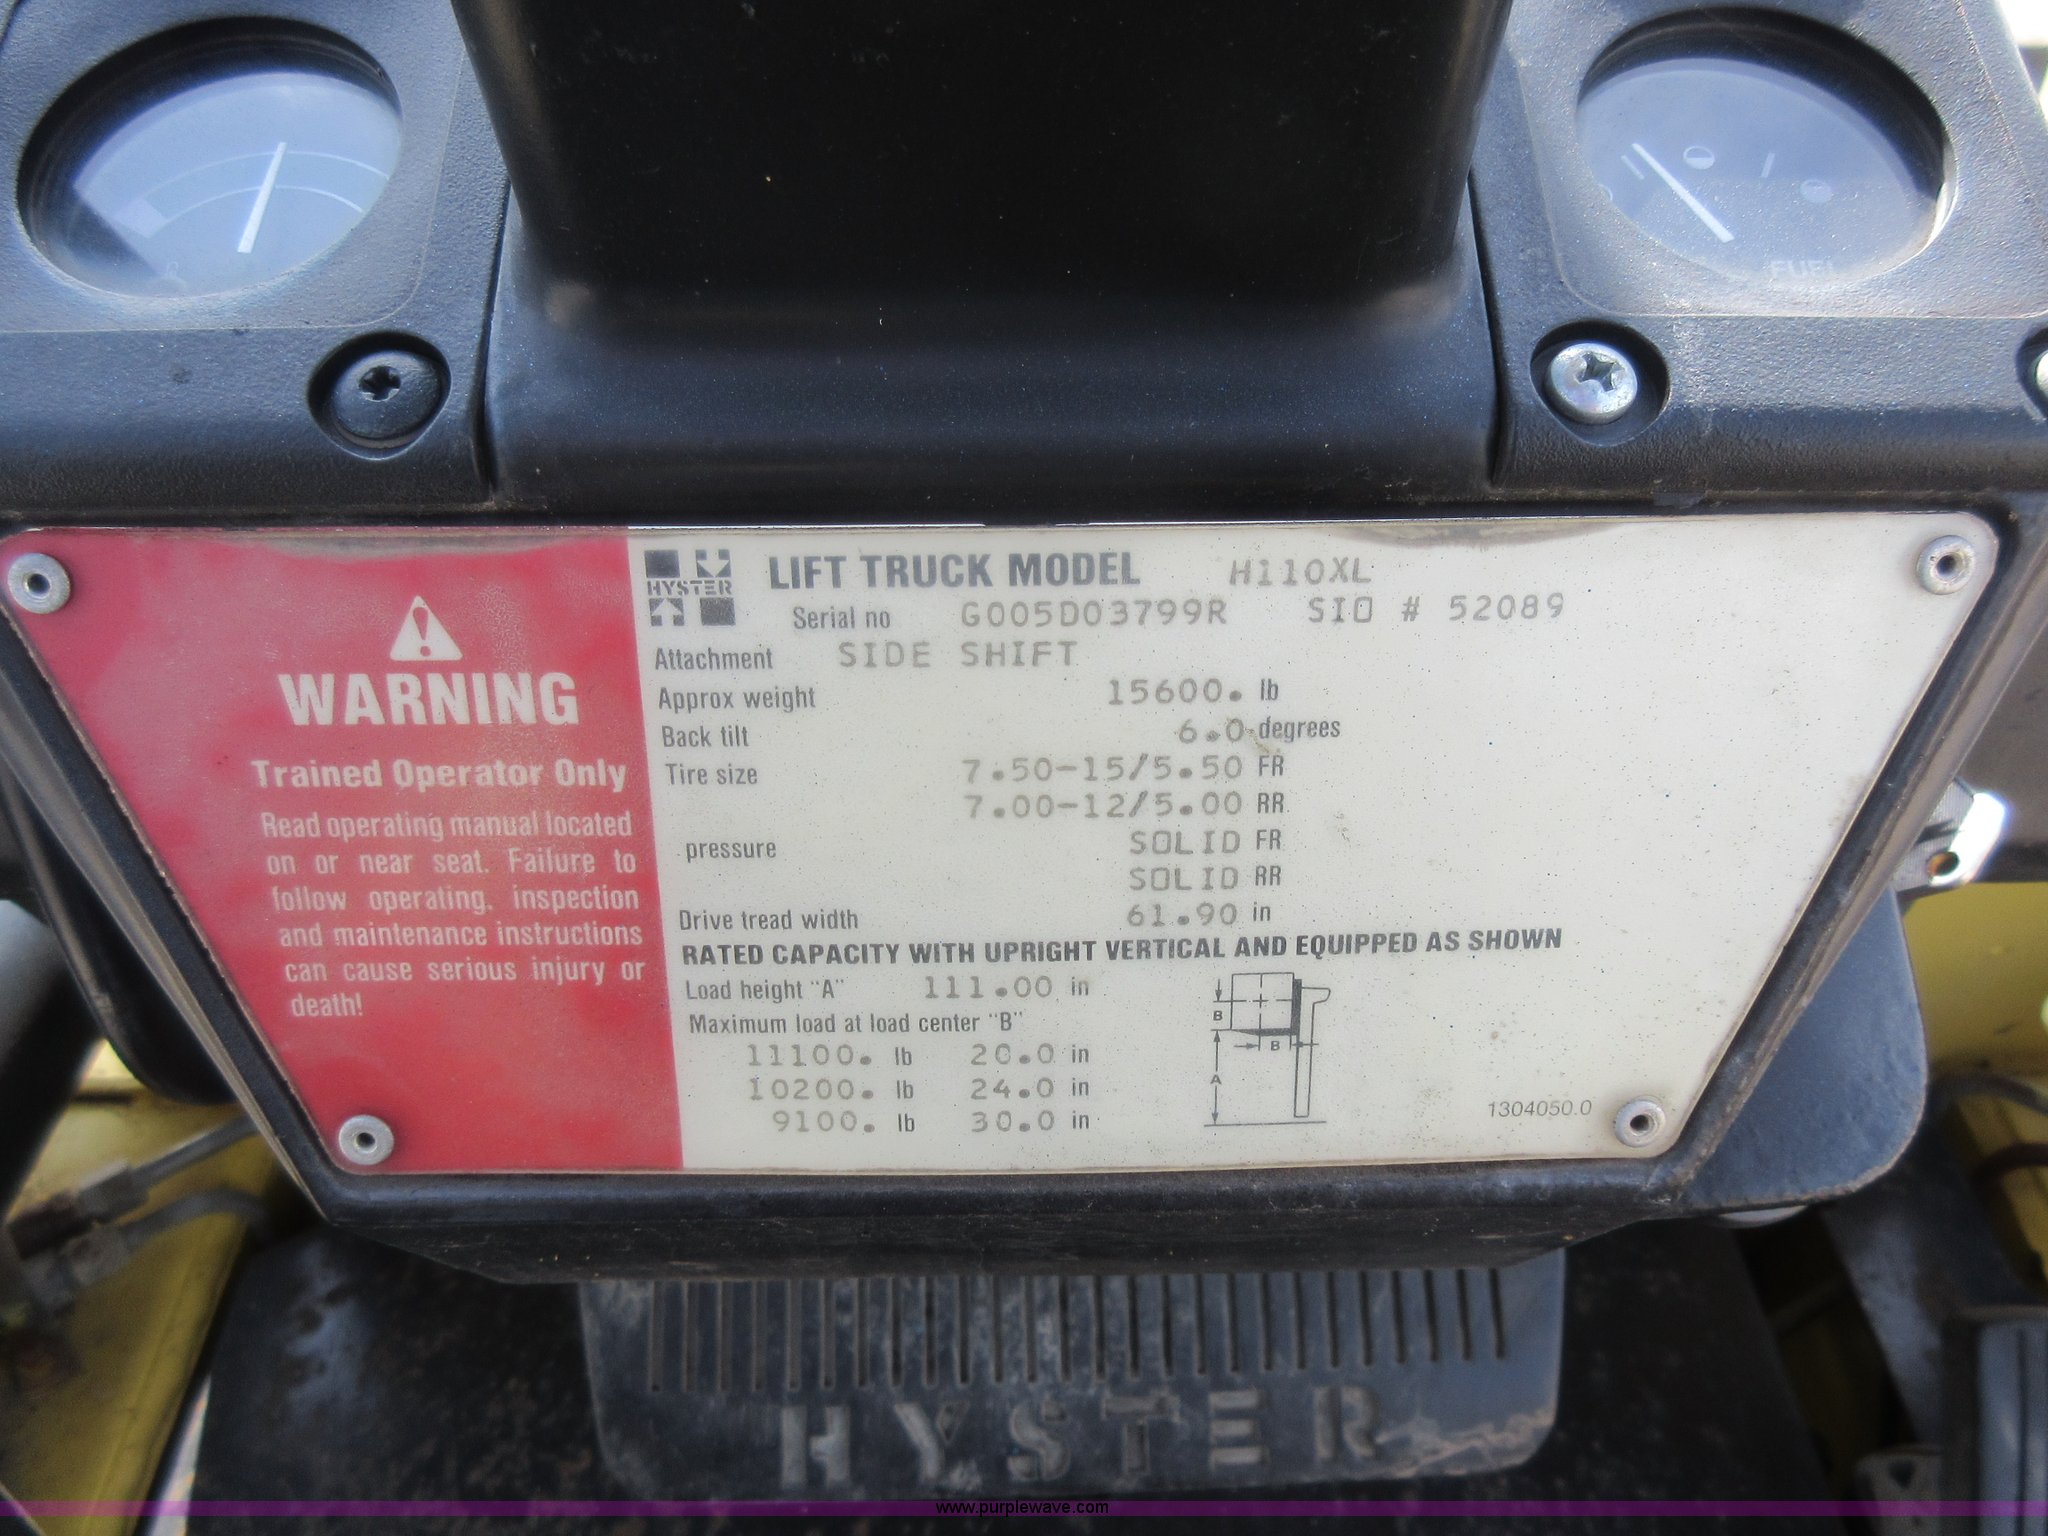 FUEL
HYSTER
LIFT TRUCK MODEL H110XL
Serial no G005D03799R SIO # 52089
Attachment SIDE SHIFT
Approx weight 15600. lb
Back tilt 6.0 degrees
Tire size 7.50-15/5.50 FR
7.00-12/5.00 RR
pressure SOLID FR
SOLID RR
Drive tread width 61.90 in
RATED CAPACITY WITH UPRIGHT VERTICAL AND EQUIPPED AS SHOWN
Load height "A" 111.00 in
Maximum load at load center "B"
11100. lb 20.0 in
10200. lb 24.0 in
9100. lb 30.0 in
B
B
A
1304050.0
WARNING
Trained Operator Only
Read operating manual located
on or near seat. Failure to
follow operating, inspection
and maintenance instructions
can cause serious injury or
death!
HYSTER
www.purplewave.com